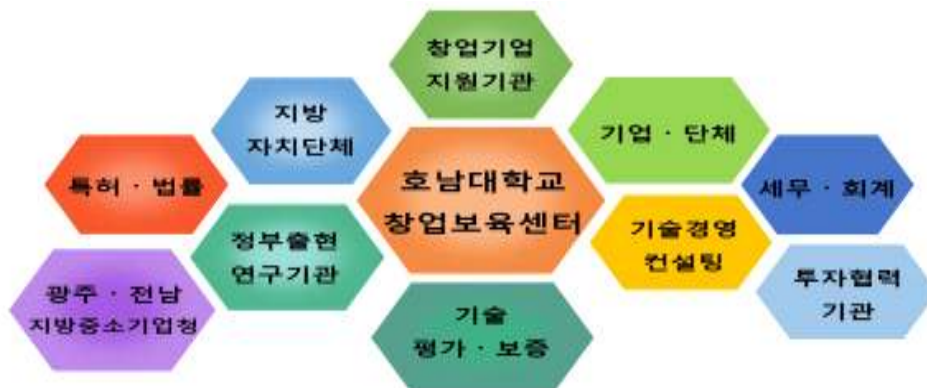 창업기업
지원기관
지방
자치단체
기업 · 단체
특허 · 법률
호남대학교
창업보육센터
세무 · 회계
정부출현
연구기관
기술경영
컨설팅
광주 · 전남
지방중소기업청
투자협력
기관
기술
평가 · 보증